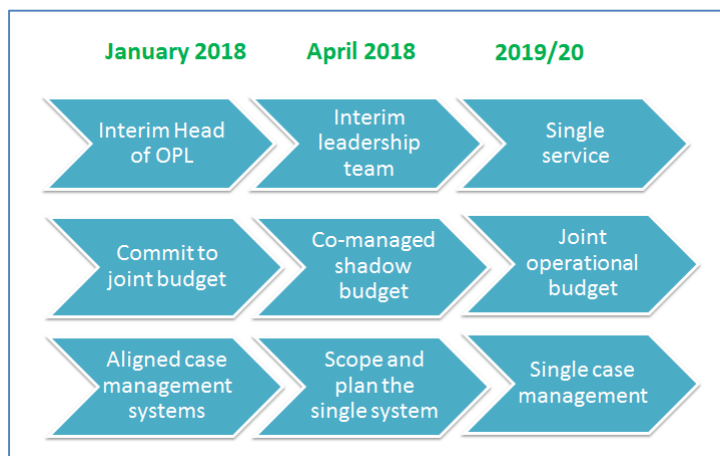 January 2018
April 2018
2019/20
Interim Head
of OPL
Interim
leadership
team
Single
service
Commit to
joint budget
Co-managed
shadow
budget
Joint
operational
budget
Aligned case
management
systems
Scope and
plan the
single system
Single case
management